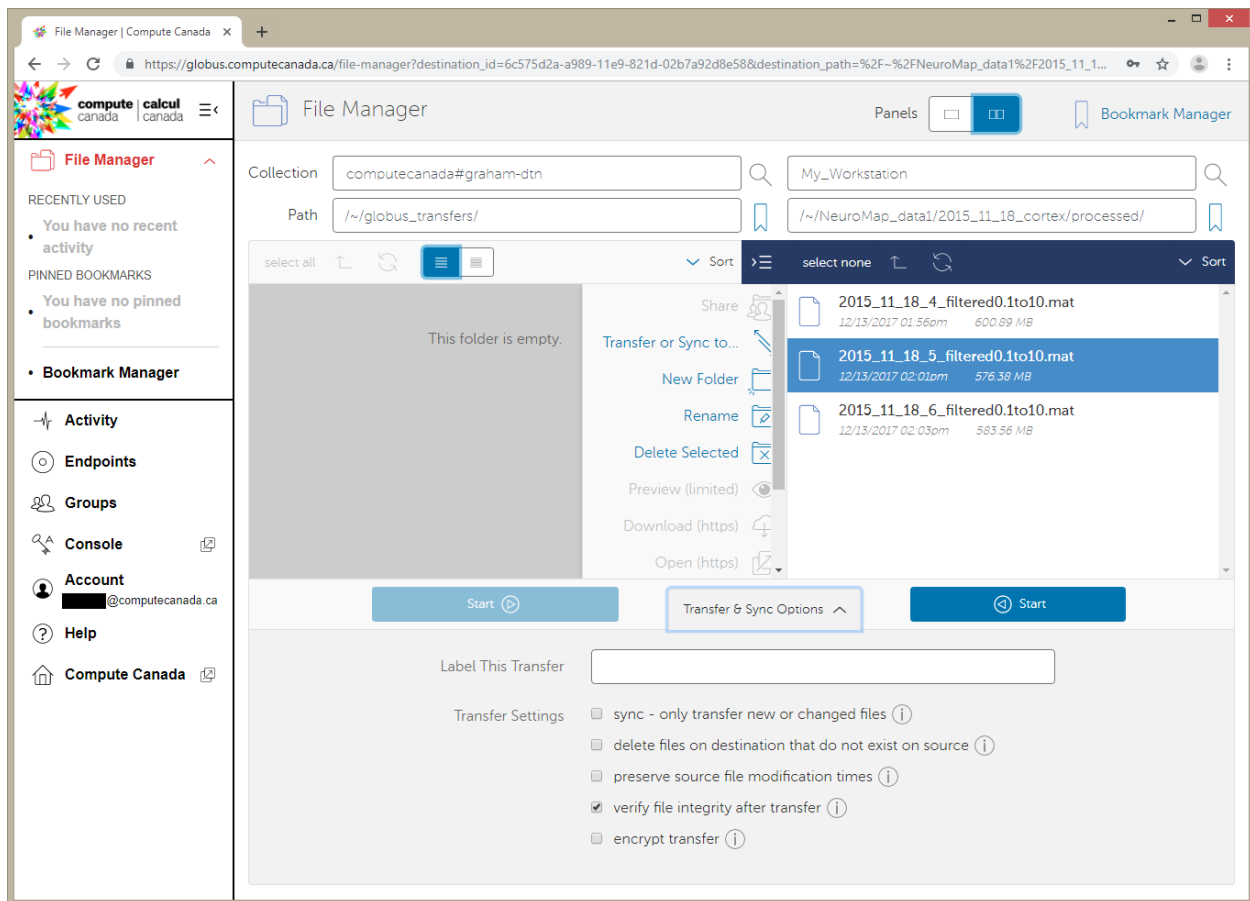 File Manager | Compute Canada
https://globus.computecanada.ca/file-manager?destination_id=6c575d2a-a989-11e9-821d-02b7a92d8e58&destination_path=%2F~%2FNeuroMap_data1%2F2015_11_1...
compute | calcul
canada | canada
File Manager
Panels
Bookmark Manager
File Manager
RECENTLY USED
You have no recent
activity
PINNED BOOKMARKS
You have no pinned
bookmarks
Bookmark Manager
Activity
Endpoints
Groups
Console
Account
@computecanada.ca
Help
Compute Canada
Collection
computecanada#graham-dtn
My_Workstation
Path
/~/globus_transfers/
/~/NeuroMap_data1/2015_11_18_cortex/processed/
select all
Sort
select none
Sort
This folder is empty.
Share
Transfer or Sync to...
New Folder
Rename
Delete Selected
Preview (limited)
Download (https)
Open (https)
2015_11_18_4_filtered0.1to10.mat
12/13/2017 01:56pm 600.89 MB
2015_11_18_5_filtered0.1to10.mat
12/13/2017 02:01pm 576.38 MB
2015_11_18_6_filtered0.1to10.mat
12/13/2017 02:03pm 583.56 MB
Start
Transfer & Sync Options
Start
Label This Transfer
Transfer Settings
sync - only transfer new or changed files
delete files on destination that do not exist on source
preserve source file modification times
verify file integrity after transfer
encrypt transfer